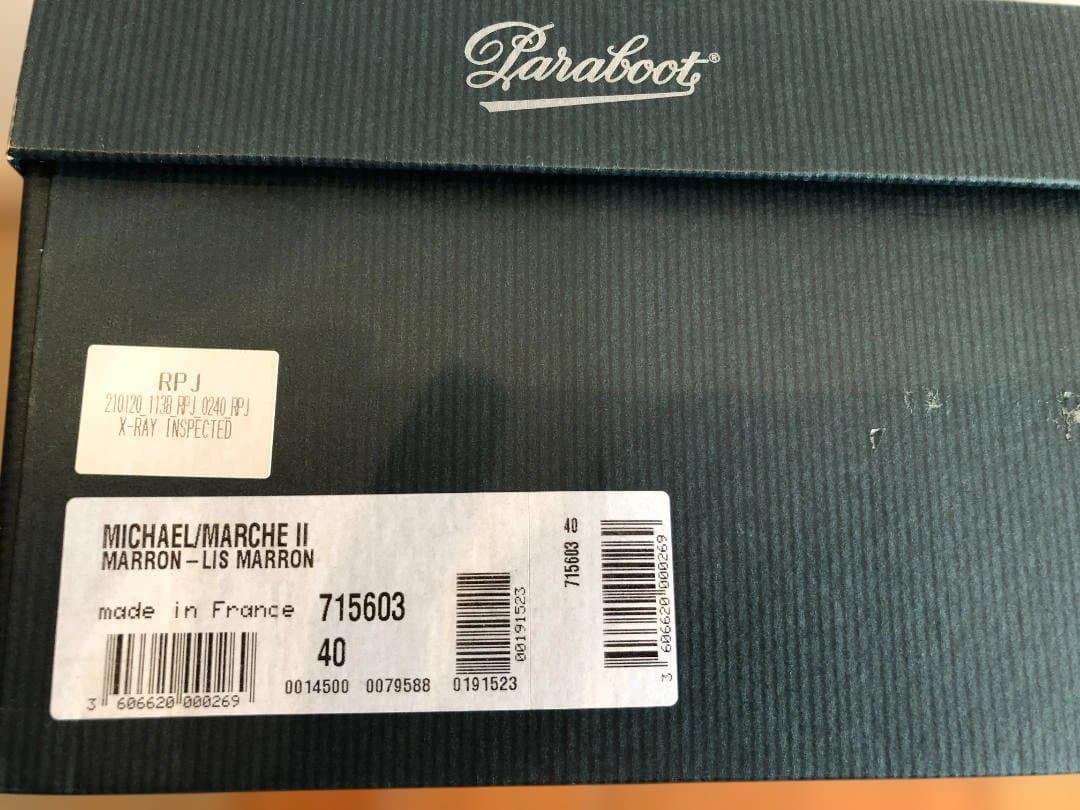 Paraboot®
RPJ
210120_1138_RPJ_0240_RPJ
X-RAY INSPECTED
MICHAEL/MARCHE II
MARRON–LIS MARRON
made in France 715603
40
3 606620 000269
0014500 0079588 0191523
00191523
715603 40
3 606620 000269